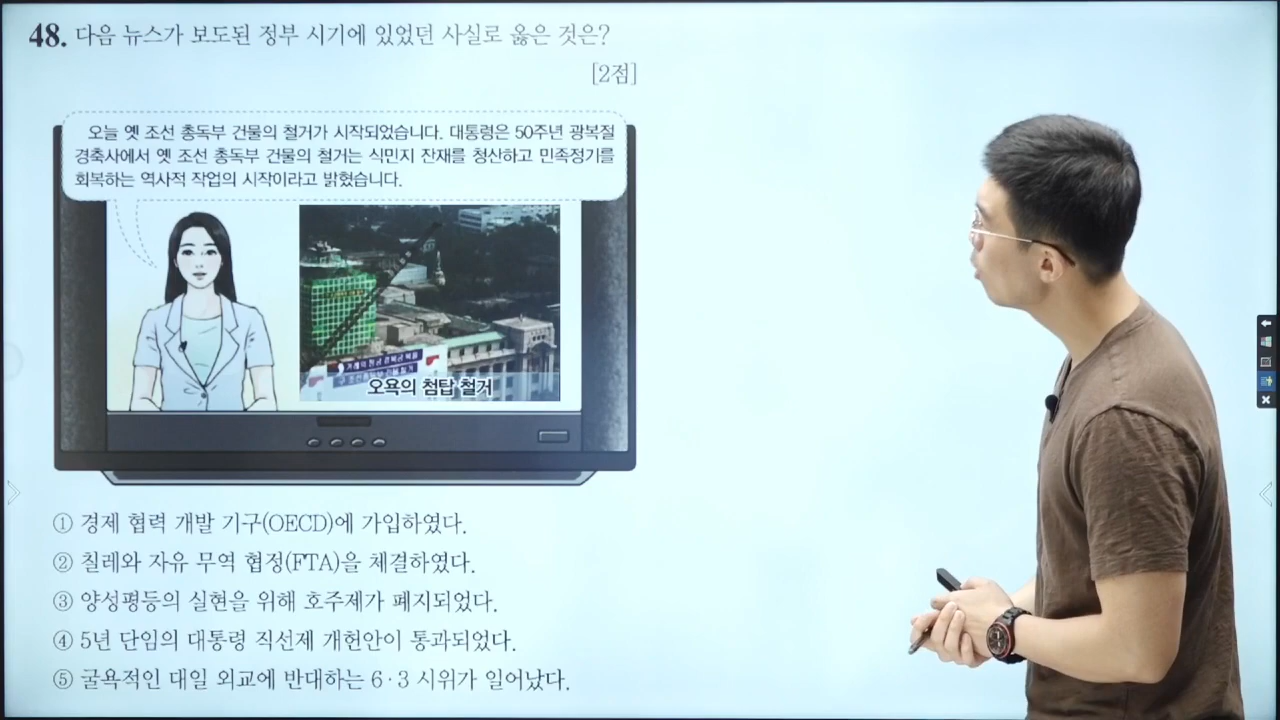 48. 다음 뉴스가 보도된 정부 시기에 있었던 사실로 옳은 것은?
[2점]
오늘 옛 조선 총독부 건물의 철거가 시작되었습니다. 대통령은 50주년 광복절
경축사에서 옛 조선 총독부 건물의 철거는 식민지 잔재를 청산하고 민족정기를
회복하는 역사적 작업의 시작이라고 밝혔습니다.
오욕의 첨탑 철거
① 경제 협력 개발 기구(OECD)에 가입하였다.
② 칠레와 자유 무역 협정(FTA)을 체결하였다.
③ 양성평등의 실현을 위해 호주제가 폐지되었다.
④ 5년 단임의 대통령 직선제 개헌안이 통과되었다.
⑤ 굴욕적인 대일 외교에 반대하는 6·3 시위가 일어났다.